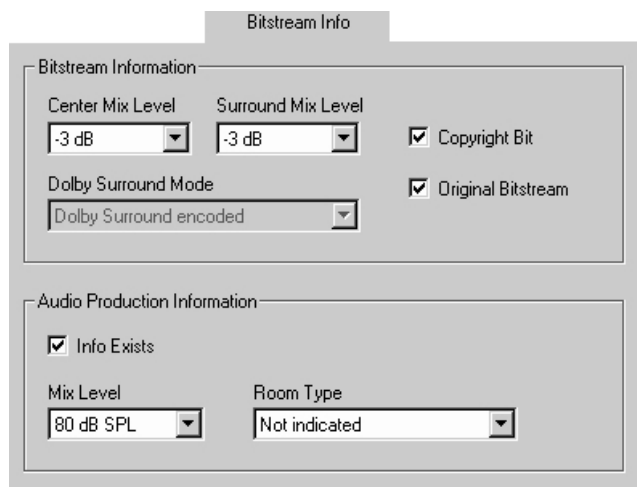 Bitstream Info
Bitstream Information
Center Mix Level
Surround Mix Level
-3 dB
-3 dB
Copyright Bit
Dolby Surround Mode
Original Bitstream
Dolby Surround encoded
Audio Production Information
Info Exists
Mix Level
Room Type
80 dB SPL
Not indicated